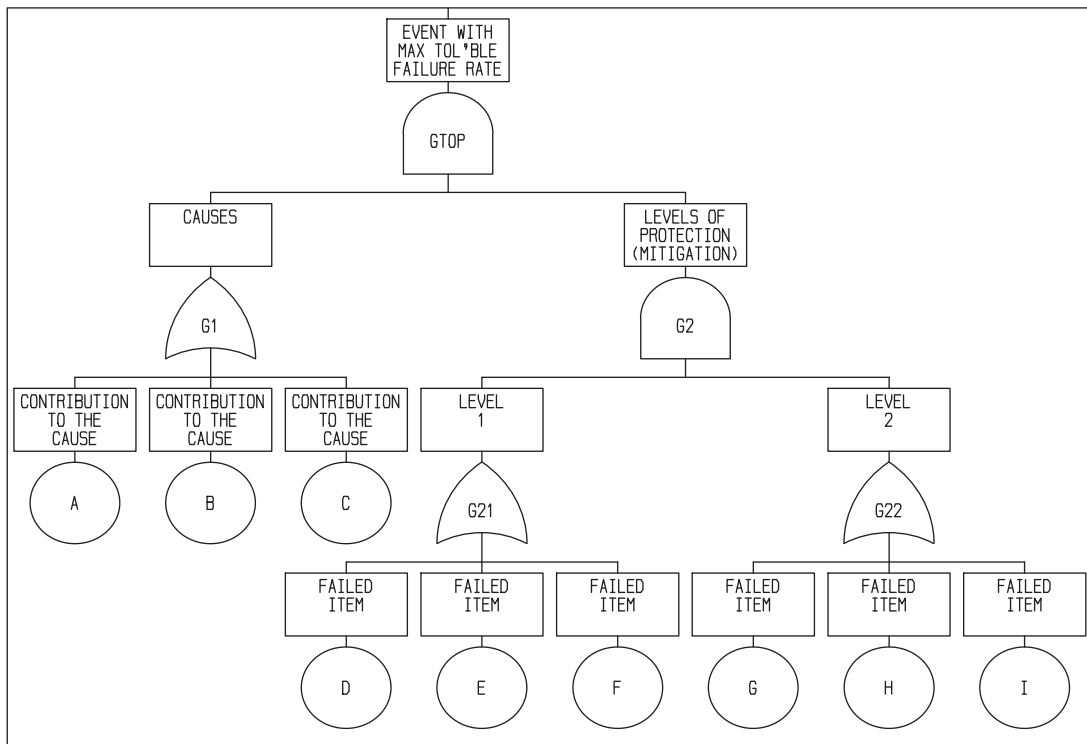 EVENT WITH
MAX TOL'BLE
FAILURE RATE
GTOP
CAUSES
LEVELS OF
PROTECTION
(MITIGATION)
G1
G2
CONTRIBUTION
TO THE
CAUSE
CONTRIBUTION
TO THE
CAUSE
CONTRIBUTION
TO THE
CAUSE
LEVEL
1
LEVEL
2
A
B
C
G21
G22
FAILED
ITEM
FAILED
ITEM
FAILED
ITEM
FAILED
ITEM
FAILED
ITEM
FAILED
ITEM
D
E
F
G
H
I